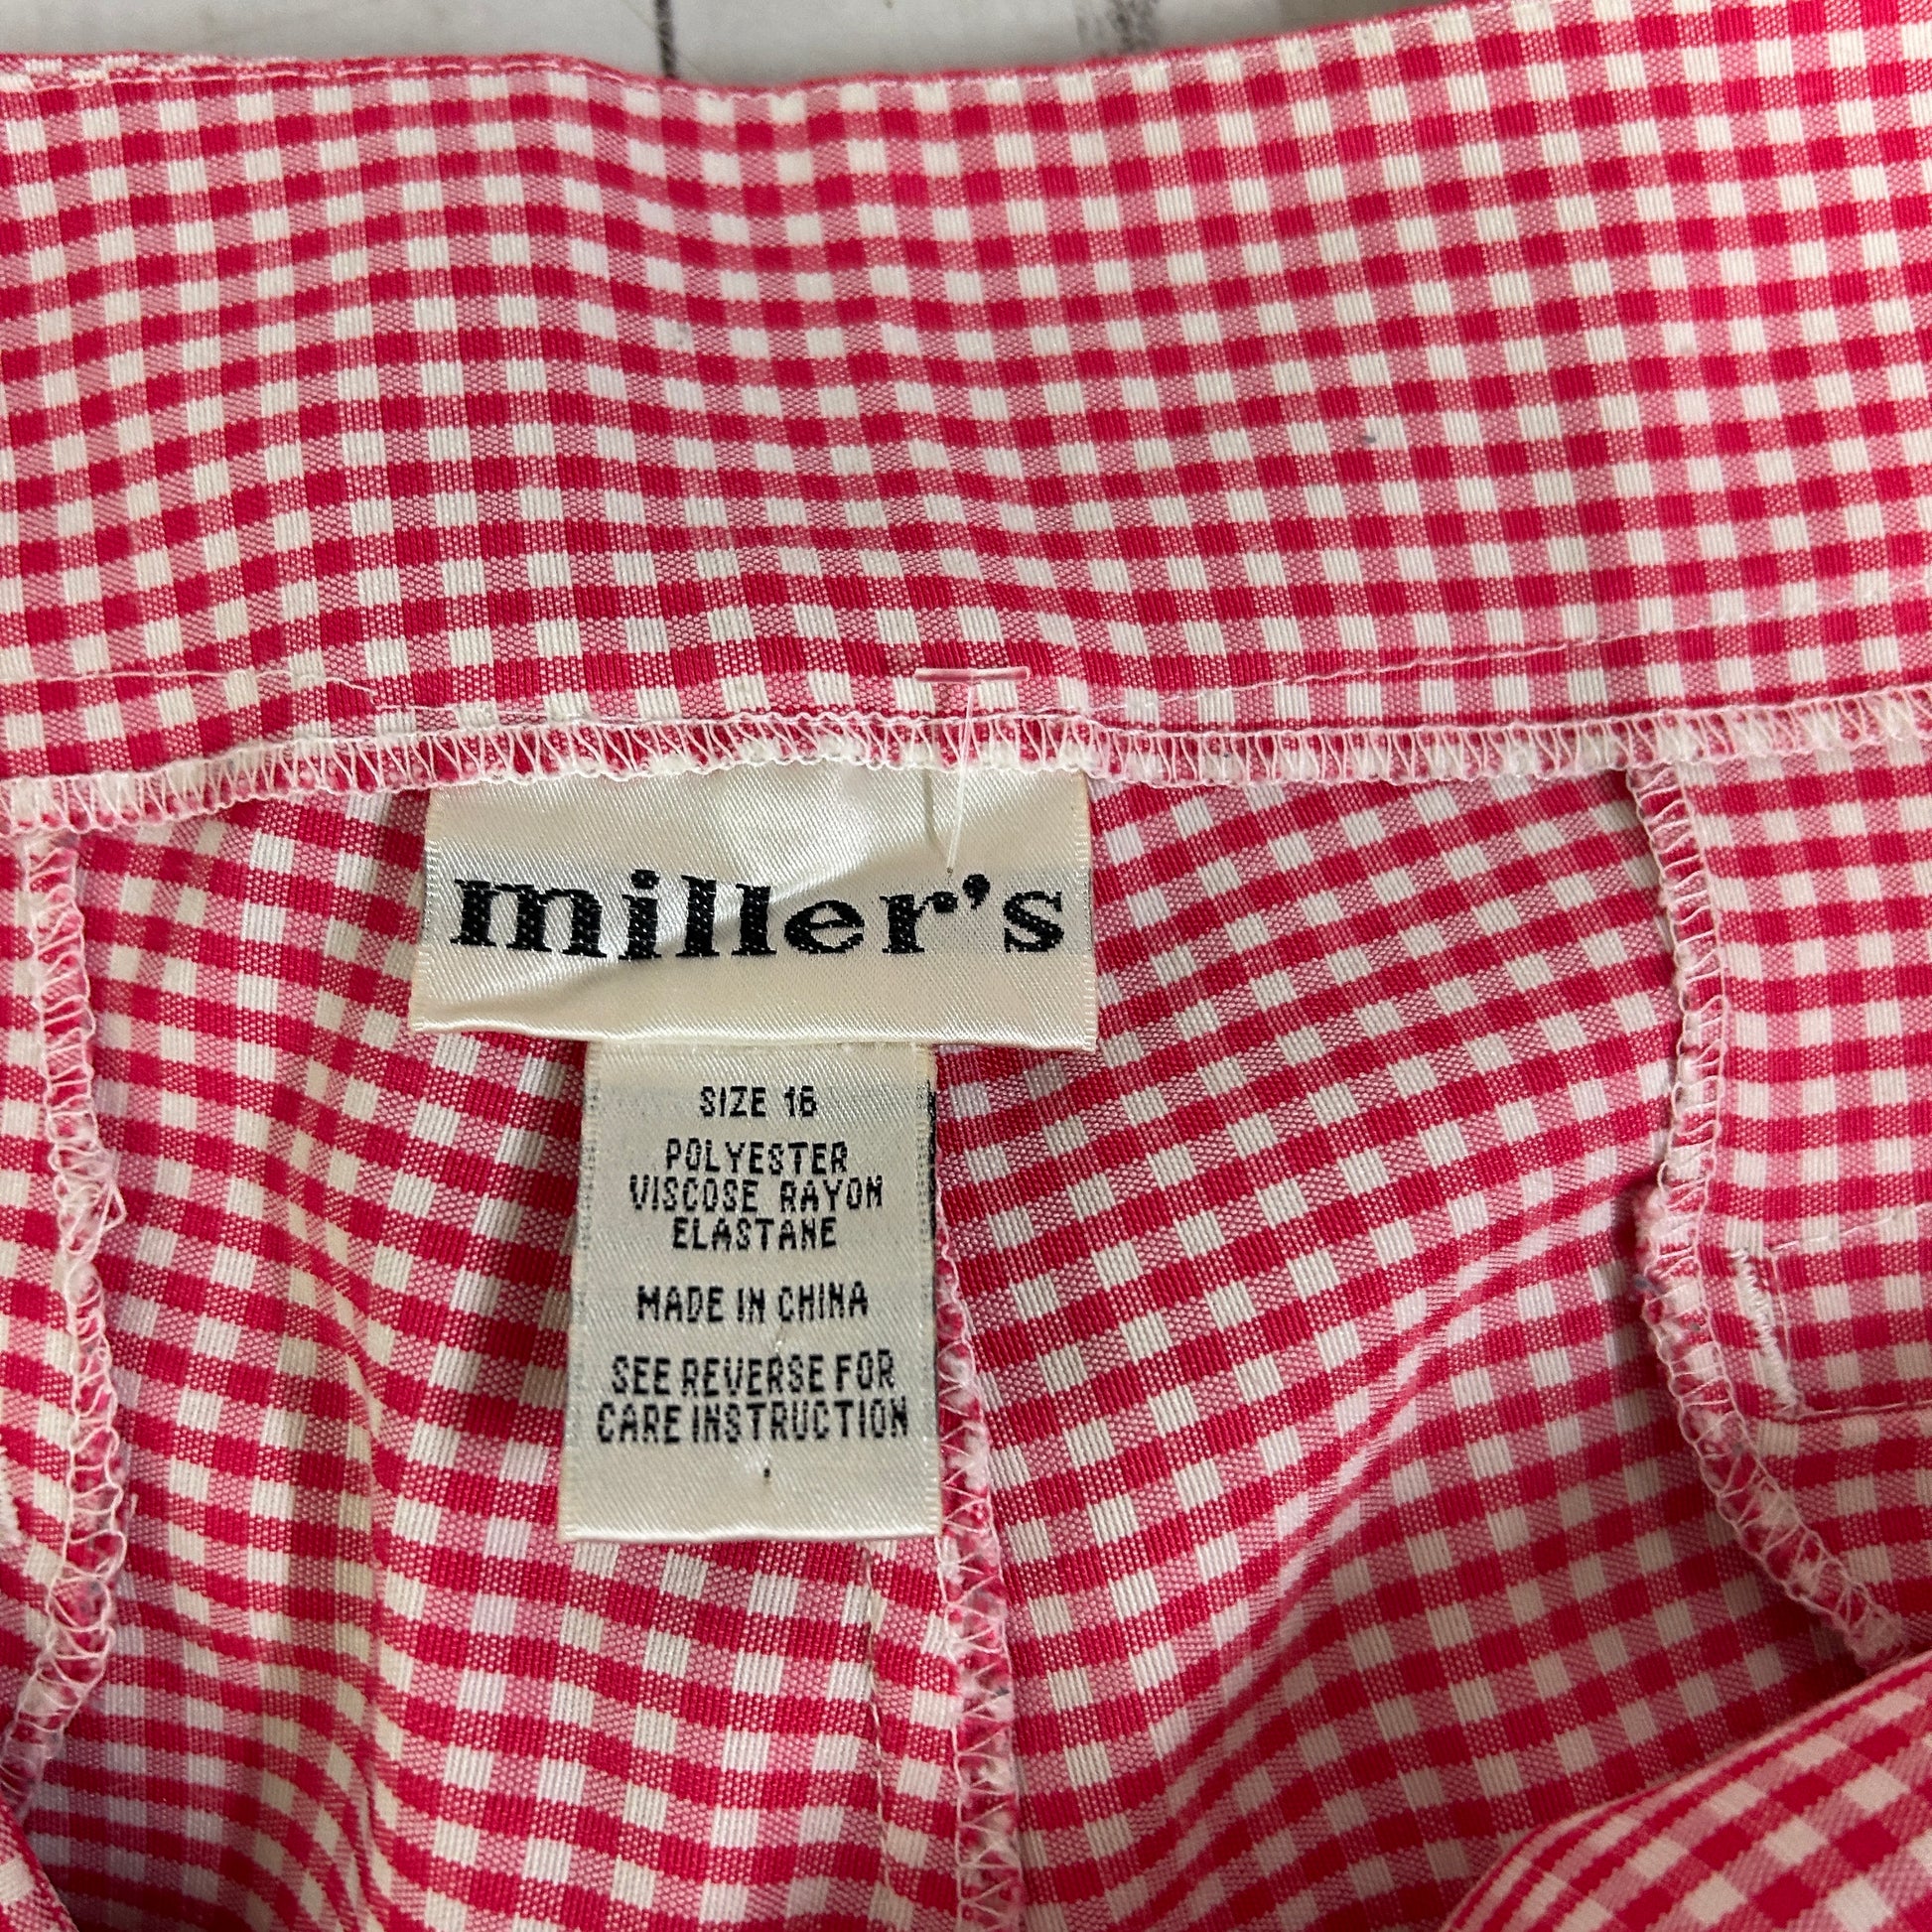 miller's
SIZE 16
POLYESTER
VISCOSE RAYON
ELASTANE
MADE IN CHINA
SEE REVERSE FOR
CARE INSTRUCTION